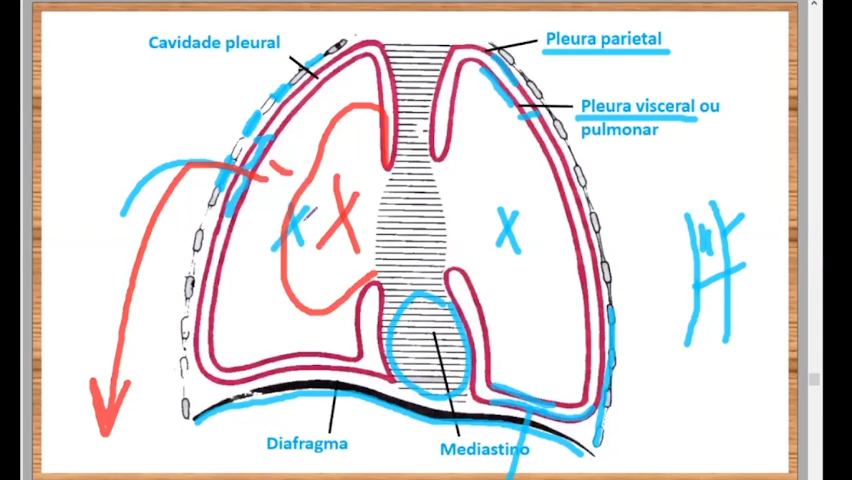 Cavidade pleural
Pleura parietal
Pleura visceral ou
pulmonar
Diafragma
Mediastino